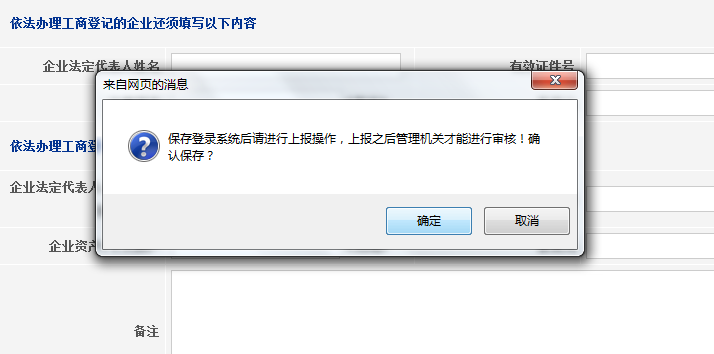 依法办理工商登记的企业还须填写以下内容
企业法定代表人姓名
有效证件号
来自网页的消息
保存登录系统后请进行上报操作，上报之后管理机关才能进行审核！确
认保存？
确定
取消
依法办理工商登
企业法定代表人
企业资产
备注